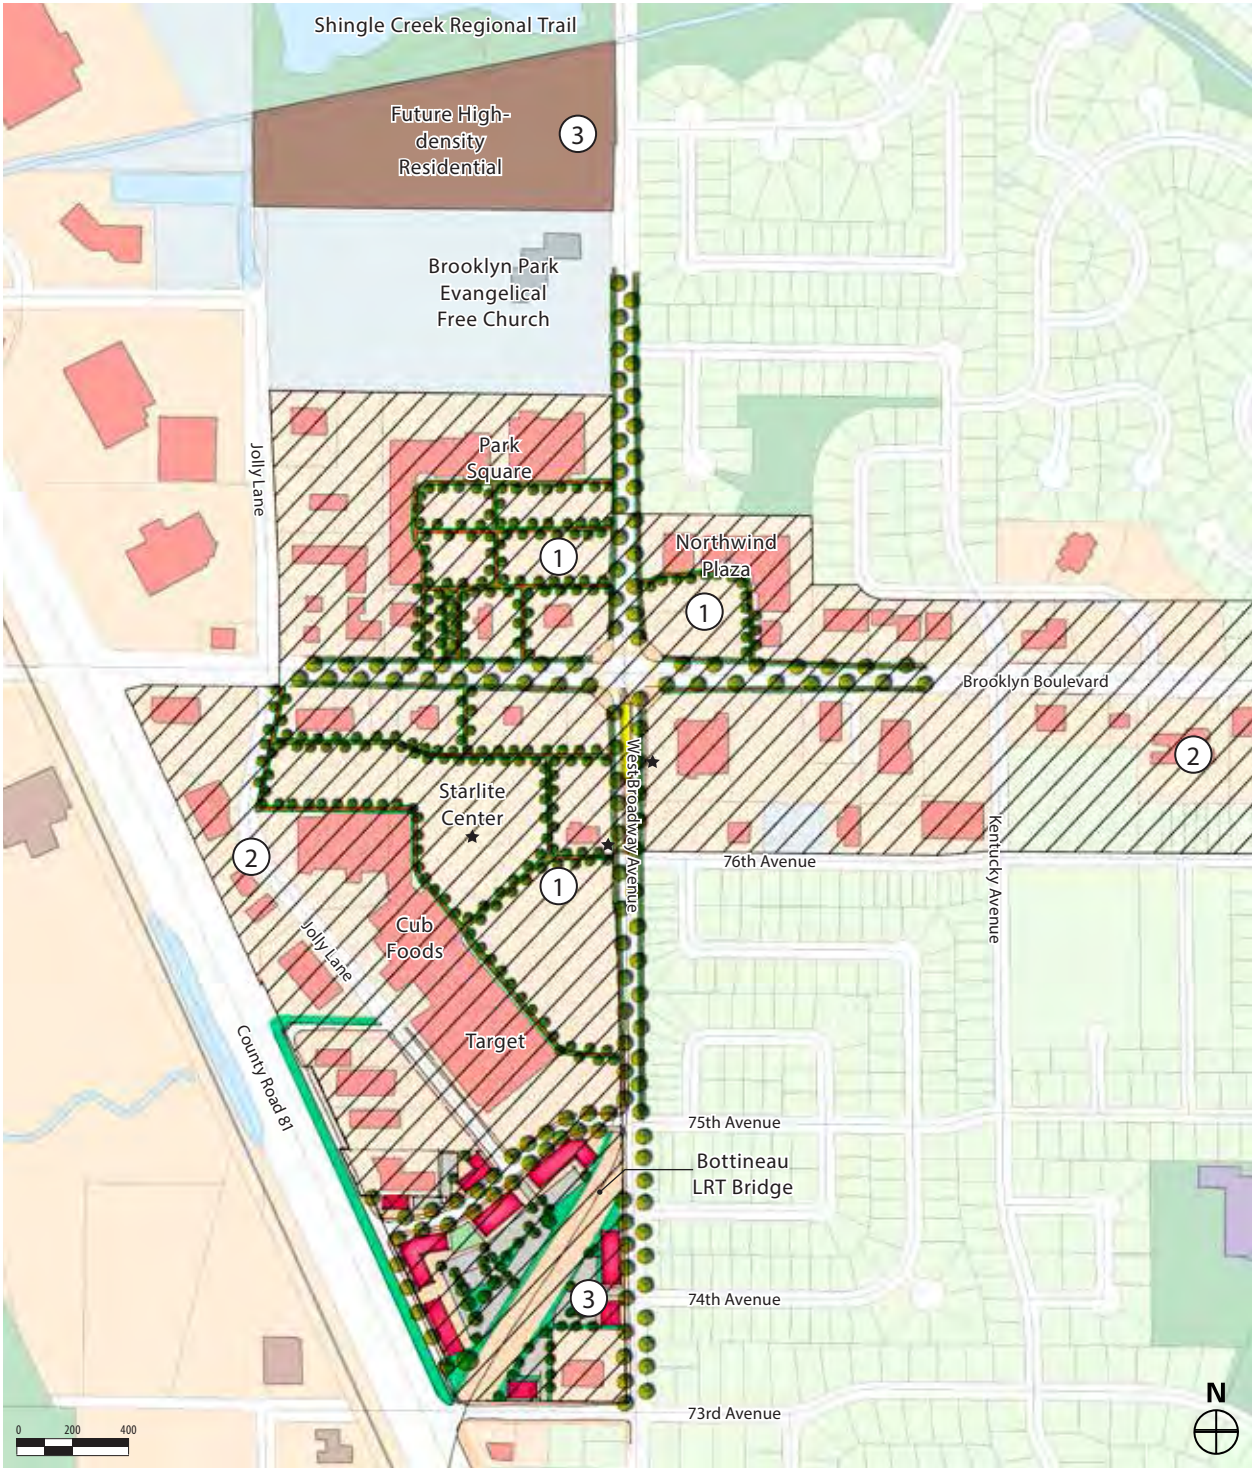 Shingle Creek Regional Trail
Future High-
density
Residential
3
Brooklyn Park
Evangelical
Free Church
Jolly Lane
Park
Square
1
Northwind
Plaza
1
Brooklyn Boulevard
West Broadway Avenue
2
Starlite
Center
2
Kentucky Avenue
76th Avenue
1
Cub
Foods
Jolly Lane
Target
County Road 81
75th Avenue
Bottineau
LRT Bridge
3
74th Avenue
73rd Avenue
N
0 200 400